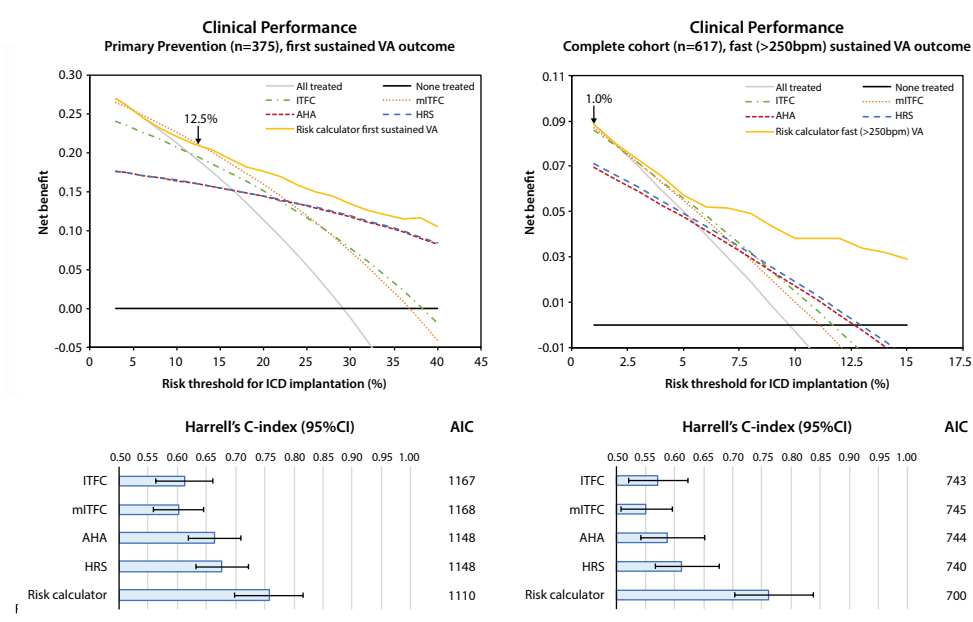 Clinical Performance
Primary Prevention (n=375), first sustained VA outcome
0.30
0.25
0.20
0.15
0.10
0.05
0.00
-0.05
Net benefit
All treated
None treated
ITFC
mITFC
AHA
HRS
Risk calculator first sustained VA
12.5%
0
5
10
15
20
25
30
35
40
45
Risk threshold for ICD implantation (%)
Clinical Performance
Complete cohort (n=617), fast (>250bpm) sustained VA outcome
0.11
0.09
0.07
0.05
0.03
0.01
-0.01
Net benefit
All treated
None treated
ITFC
mITFC
AHA
HRS
Risk calculator fast (>250bpm) VA
1.0%
0
2.5
5
7.5
10
12.5
15
17.5
Risk threshold for ICD implantation (%)
Harrell's C-index (95%CI) AIC
0.50 0.55 0.60 0.65 0.70 0.75 0.80 0.85 0.90 0.95 1.00
ITFC 1167
mITFC 1168
AHA 1148
HRS 1148
Risk calculator 1110
Harrell's C-index (95%CI) AIC
0.50 0.55 0.60 0.65 0.70 0.75 0.80 0.85 0.90 0.95 1.00
ITFC 743
mITFC 745
AHA 744
HRS 740
Risk calculator 700